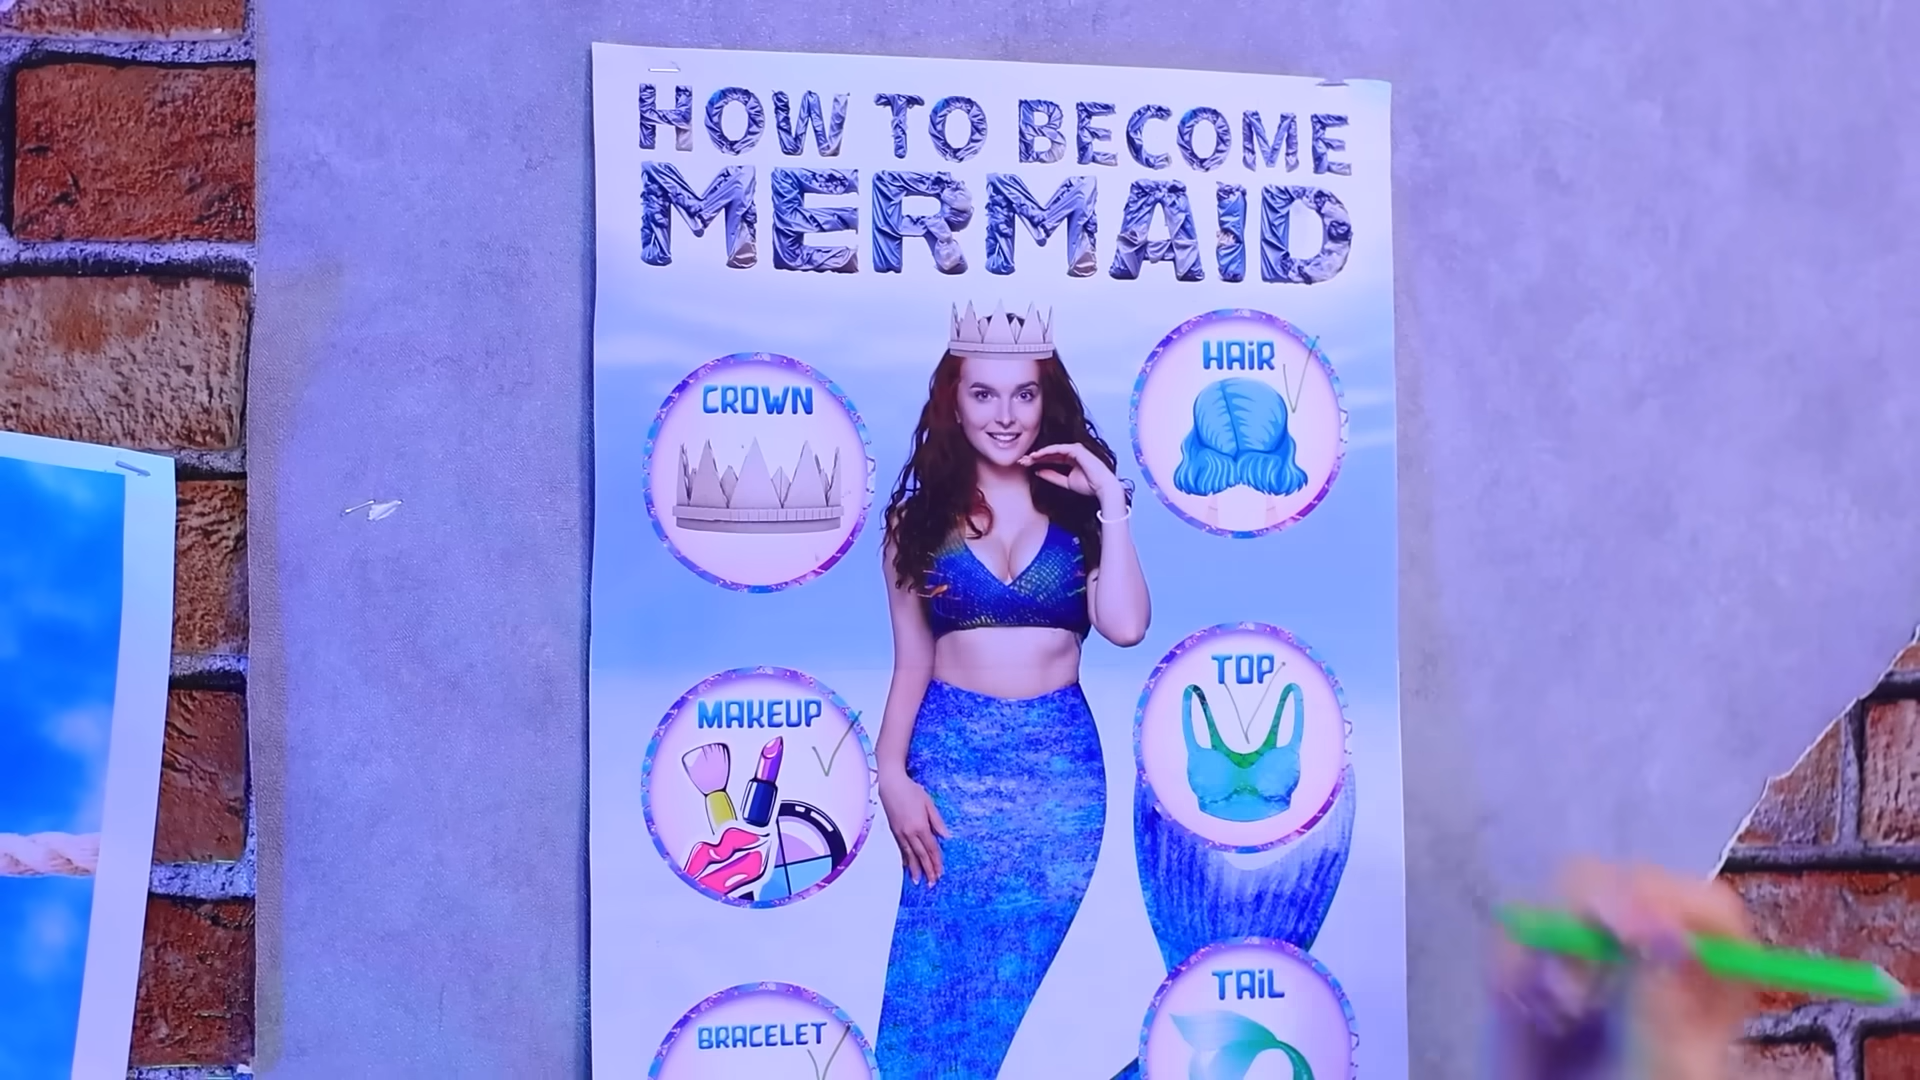 HOW TO BECOME
MERMAID
CROWN
HAiR
MAKEUP
TOP
BRACELET
TAiL